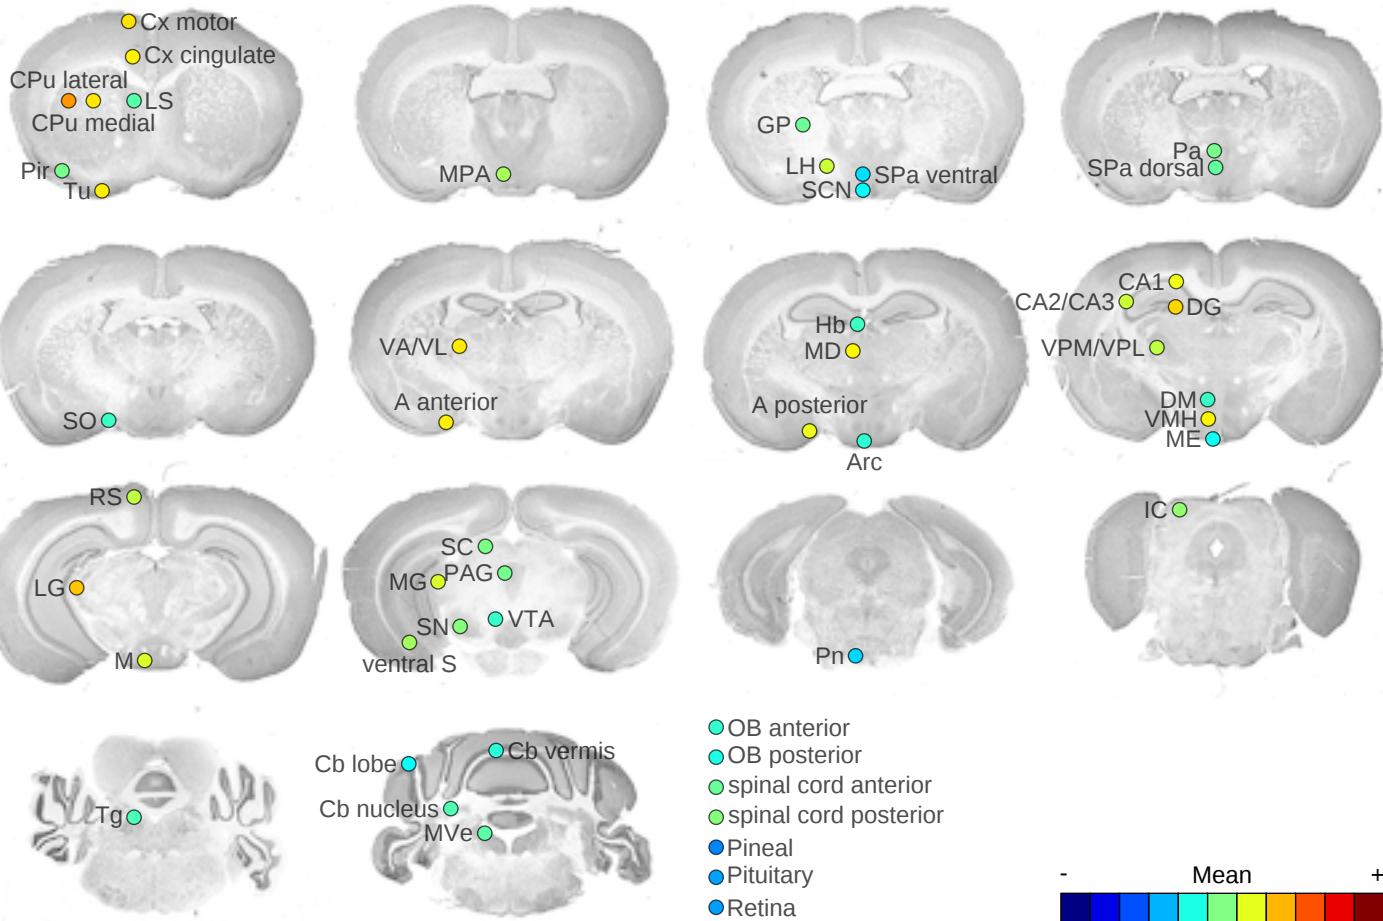 Cx motor
Cx cingulate
CPu lateral
LS
CPu medial
Pir
Tu
MPA
GP
LH
SPa ventral
SCN
Pa
SPa dorsal
SO
VA/VL
A anterior
Hb
MD
A posterior
Arc
CA1
CA2/CA3
DG
VPM/VPL
DM
VMH
ME
RS
LG
M
SC
MG
PAG
SN
VTA
ventral S
Pn
IC
Tg
Cb lobe
Cb vermis
Cb nucleus
MVe
OB anterior
OB posterior
spinal cord anterior
spinal cord posterior
Pineal
Pituitary
Retina
- Mean +